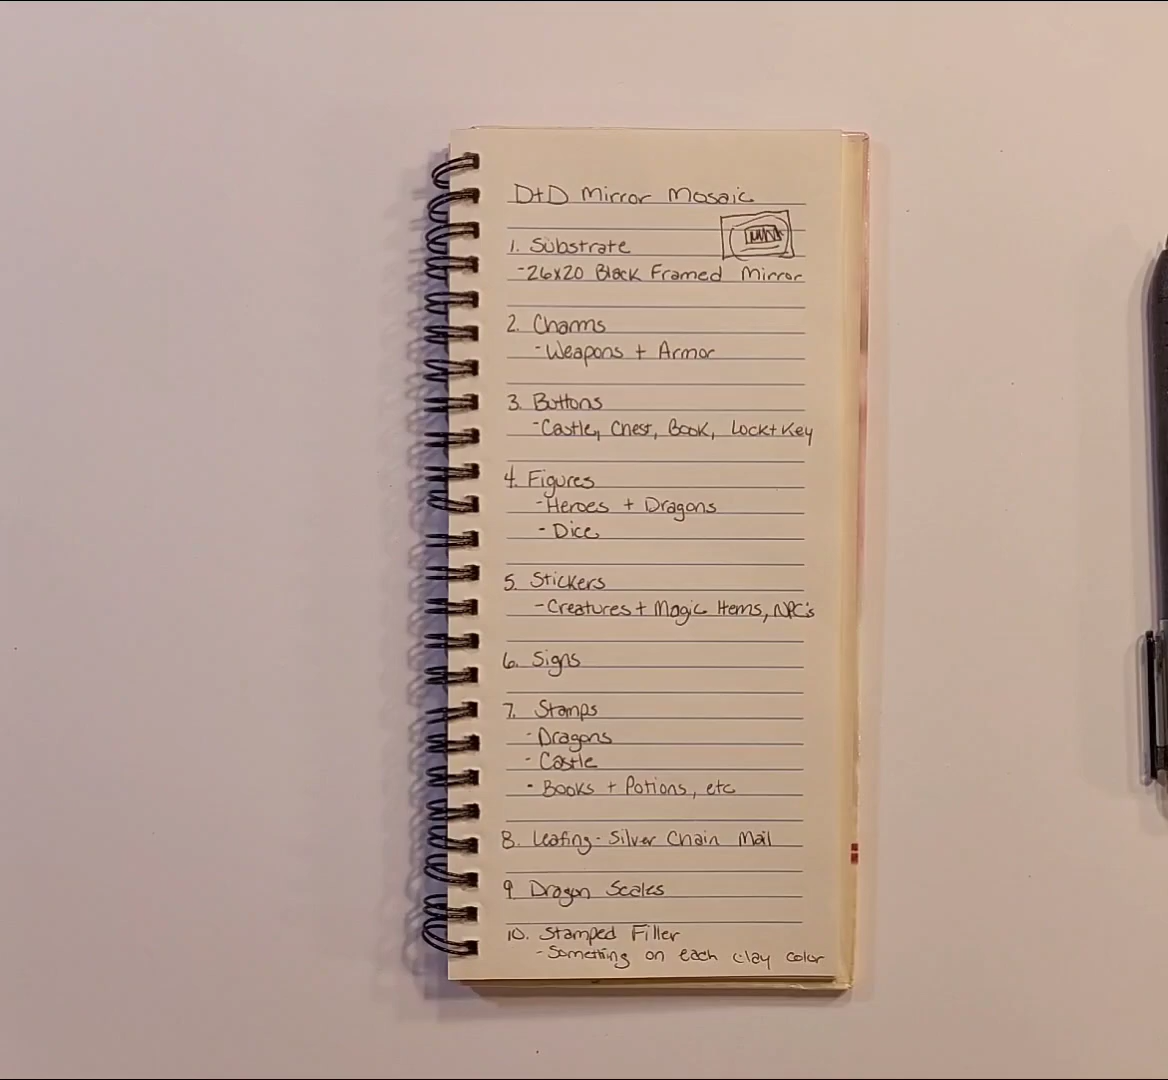 D+D Mirror Mosaic
1. Substrate
-26x20 Black Framed Mirror
2. Charms
-Weapons + Armor
3. Buttons
-Castle, Chest, Book, Lock+Key
4. Figures
-Heroes + Dragons
- Dice
5. Stickers
-Creatures + Magic Items, NPC's
6. Signs
7. Stamps
- Dragons
- Castle
- Books + Potions, etc
8. Leafing- Silver Chain Mail
9 Dragon Scales
10. Stamped Filler
-Something on each clay color